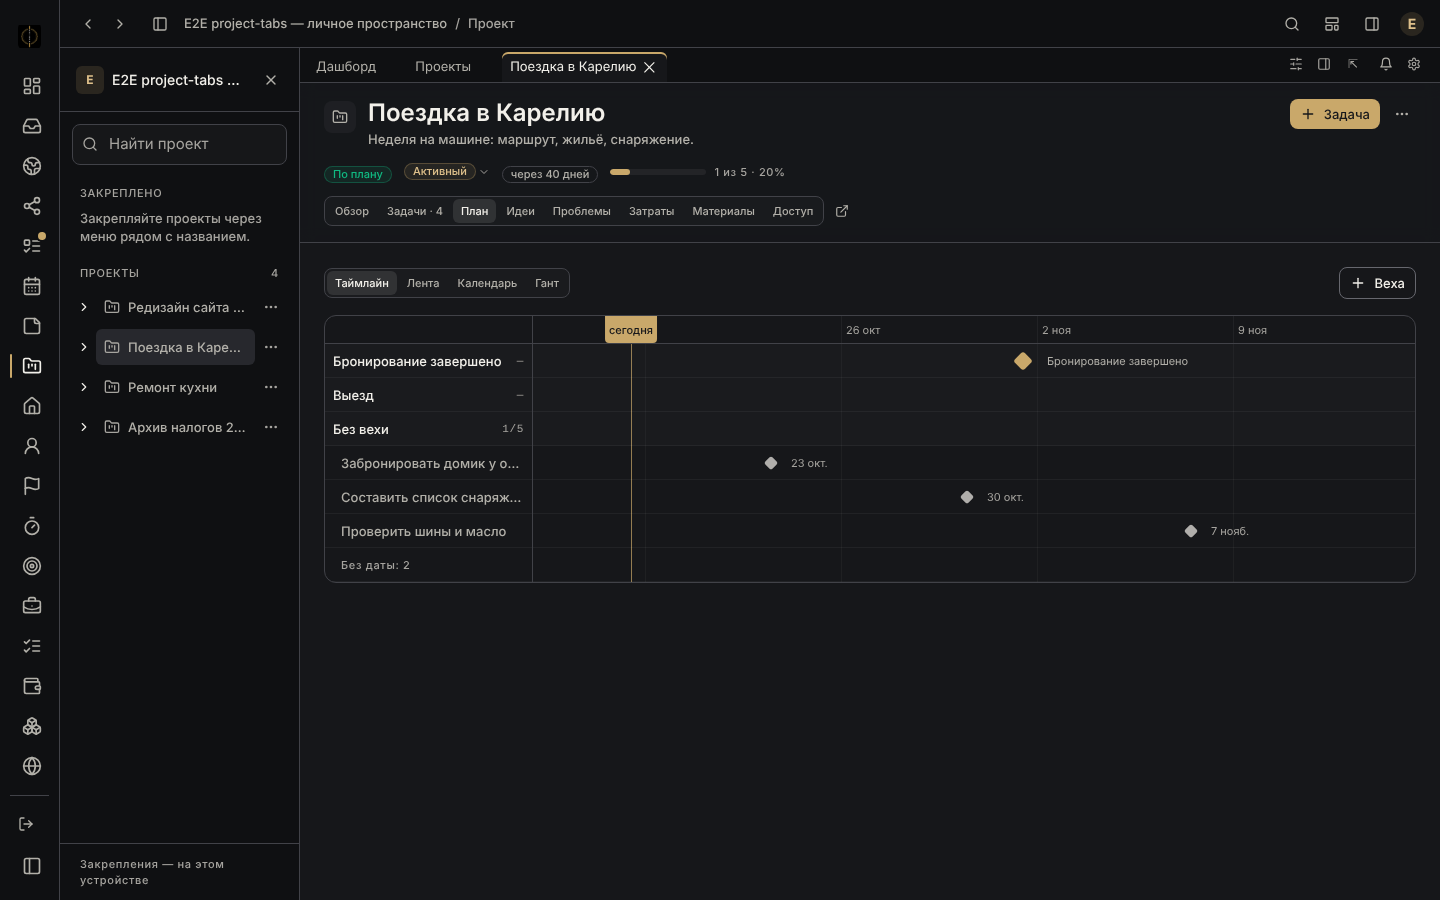 E2E project-tabs — личное пространство / Проект
E
E
E2E project-tabs ...
Найти проект
ЗАКРЕПЛЕНО
Закрепляйте проекты через
меню рядом с названием.
ПРОЕКТЫ 4
Редизайн сайта ...
Поездка в Каре...
Ремонт кухни
Архив налогов 2...
Закрепления — на этом
устройстве
Дашборд Проекты Поездка в Карелию
Поездка в Карелию
Неделя на машине: маршрут, жильё, снаряжение.
Задача
По плану Активный через 40 дней 1 из 5 · 20%
Обзор Задачи · 4 План Идеи Проблемы Затраты Материалы Доступ
Таймлайн Лента Календарь Гант
Веха
сегодня 26 окт 2 ноя 9 ноя
Бронирование завершено – Бронирование завершено
Выезд –
Без вехи 1/5
Забронировать домик у о... 23 окт.
Составить список снаряж... 30 окт.
Проверить шины и масло 7 нояб.
Без даты: 2